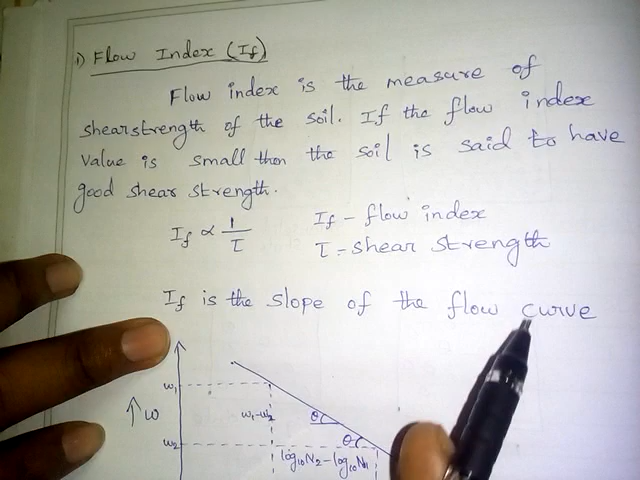 1) Flow Index (If)
Flow index is the measure of
shearstrength of the soil. If the flow index
value is small then the soil is said to have
good shear strength.
If ∝ 1/τ
If - flow index
τ - shear strength
If is the slope of the flow curve
w1
↑w
w1-w2
θ
w2
θ
log10N2 - log10N1